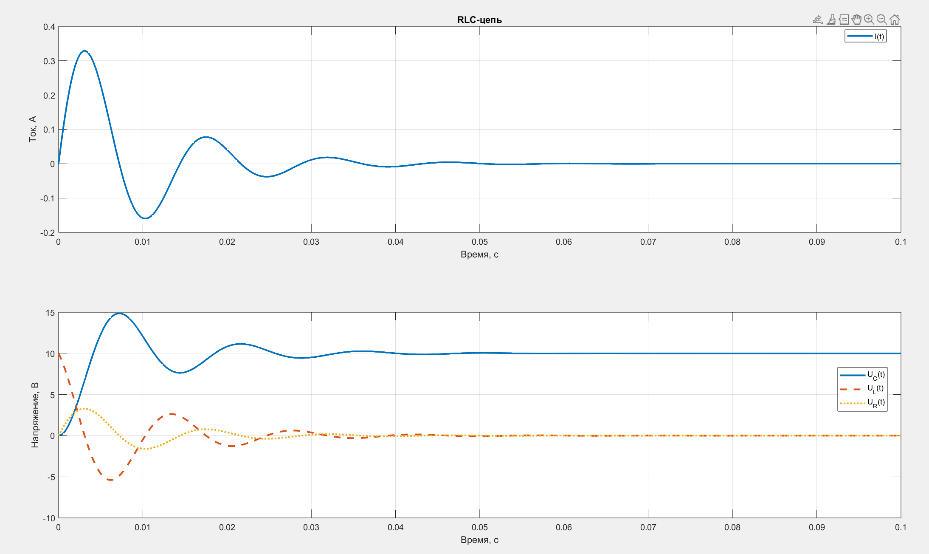 RLC-цепь
0.4
0.3
0.2
0.1
0
-0.1
-0.2
Ток, А
I(t)
0 0.01 0.02 0.03 0.04 0.05 0.06 0.07 0.08 0.09 0.1
Время, с
15
10
5
0
-5
-10
Напряжение, В
U_C(t)
U_L(t)
U_R(t)
0 0.01 0.02 0.03 0.04 0.05 0.06 0.07 0.08 0.09 0.1
Время, с